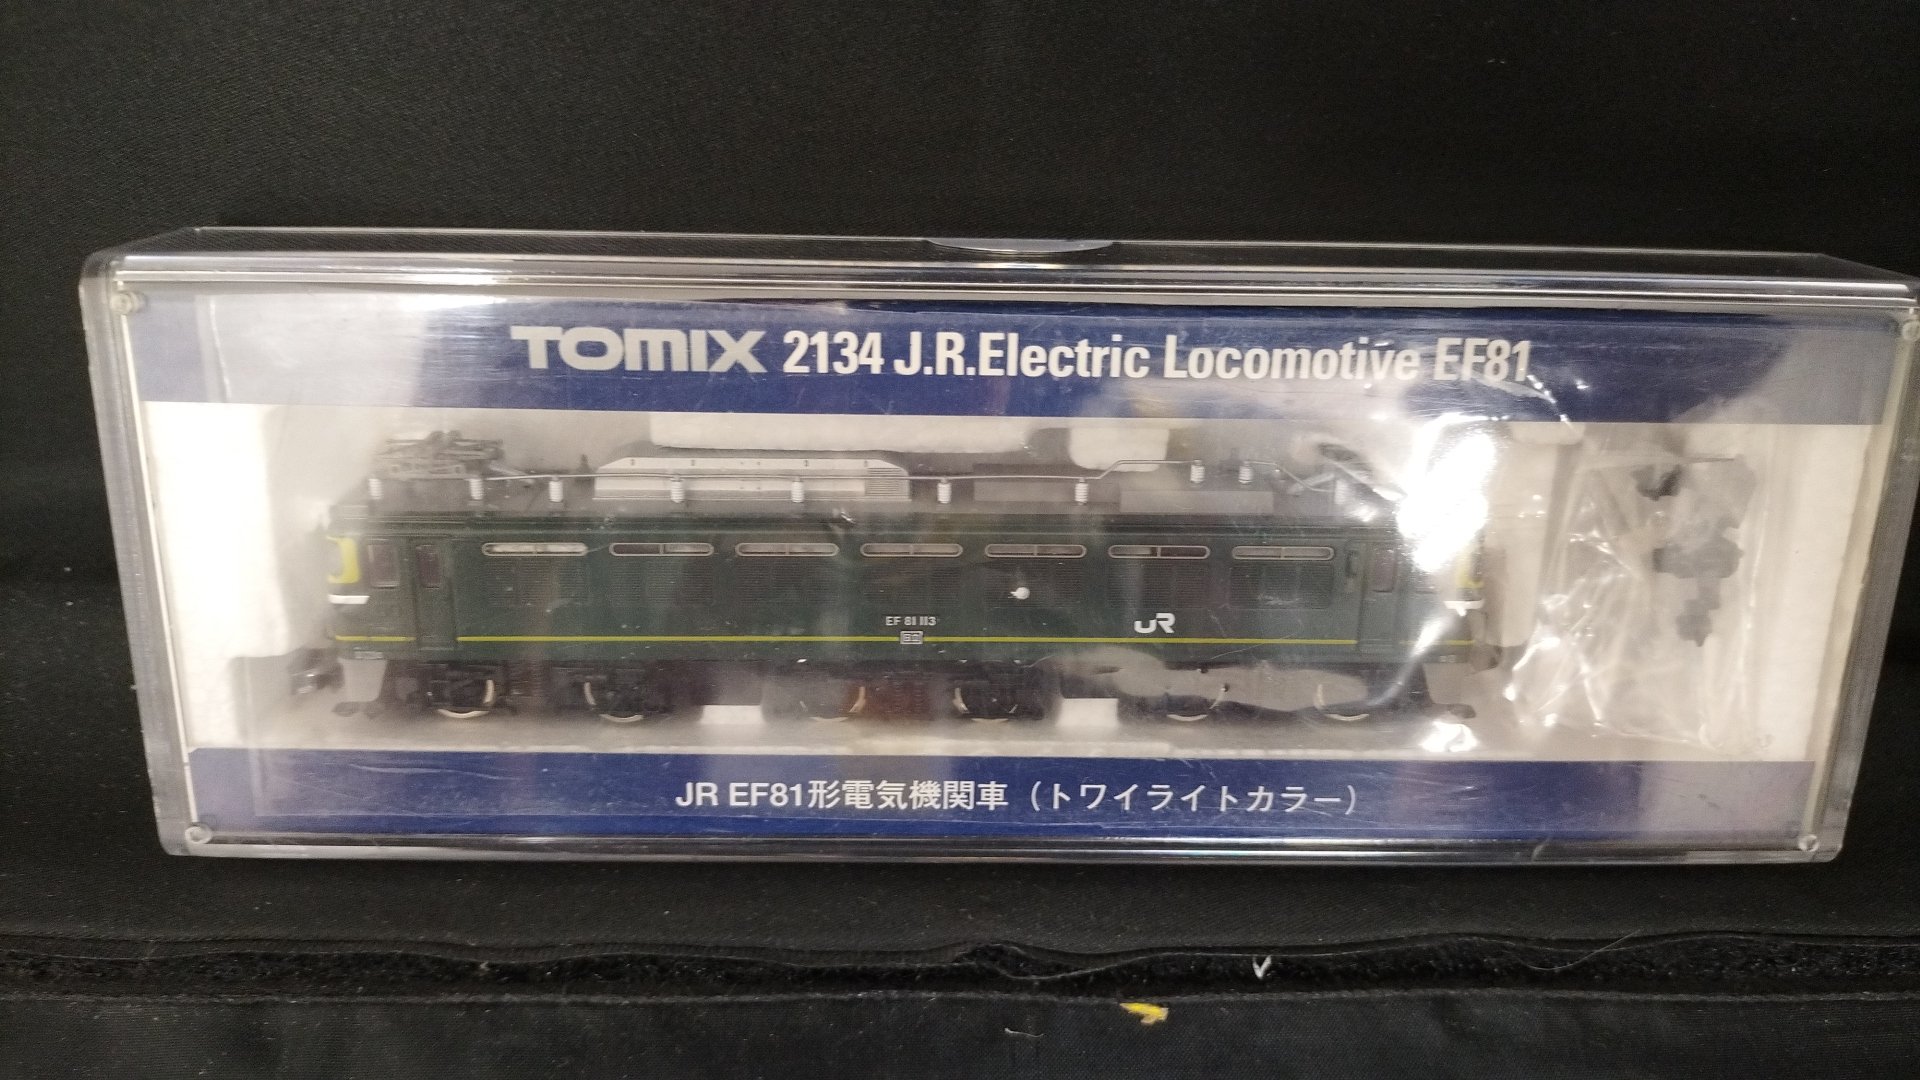 TOMIX 2134 J.R.Electric Locomotive EF81
EF 81 113
JR
JR EF81形電気機関車（トワイライトカラー）